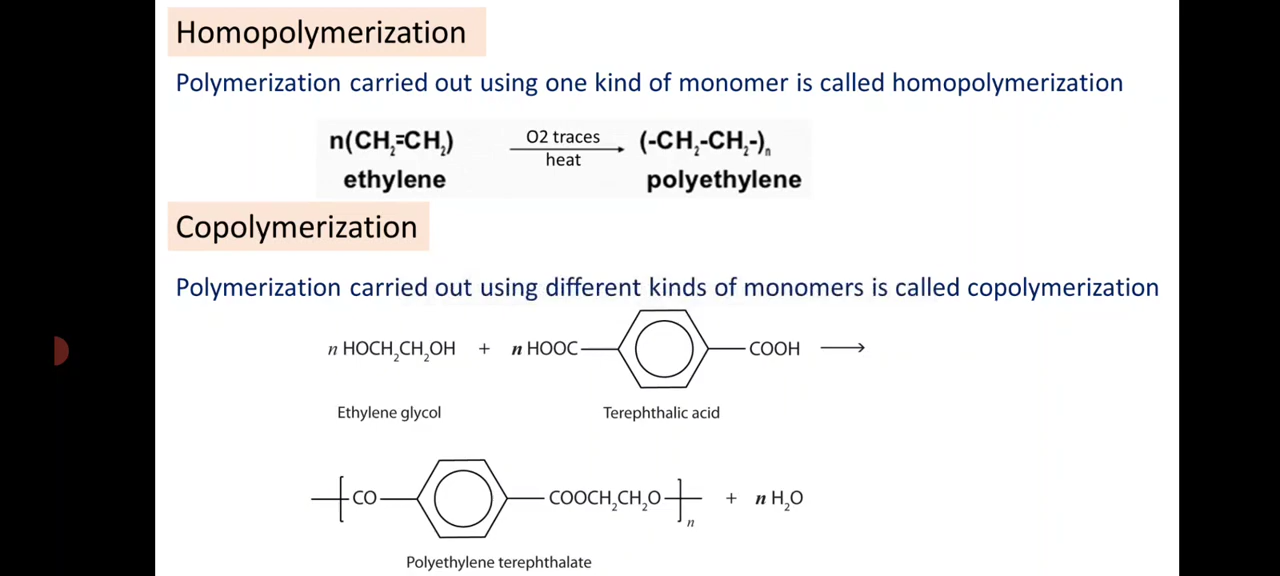 Homopolymerization
Polymerization carried out using one kind of monomer is called homopolymerization
n(CH₂=CH₂) O2 traces (-CH₂-CH₂-)ₙ
heat
ethylene polyethylene
Copolymerization
Polymerization carried out using different kinds of monomers is called copolymerization
n HOCH₂CH₂OH + n HOOC COOH ⟶
Ethylene glycol Terephthalic acid
[CO COOCH₂CH₂O]ₙ + n H₂O
Polyethylene terephthalate